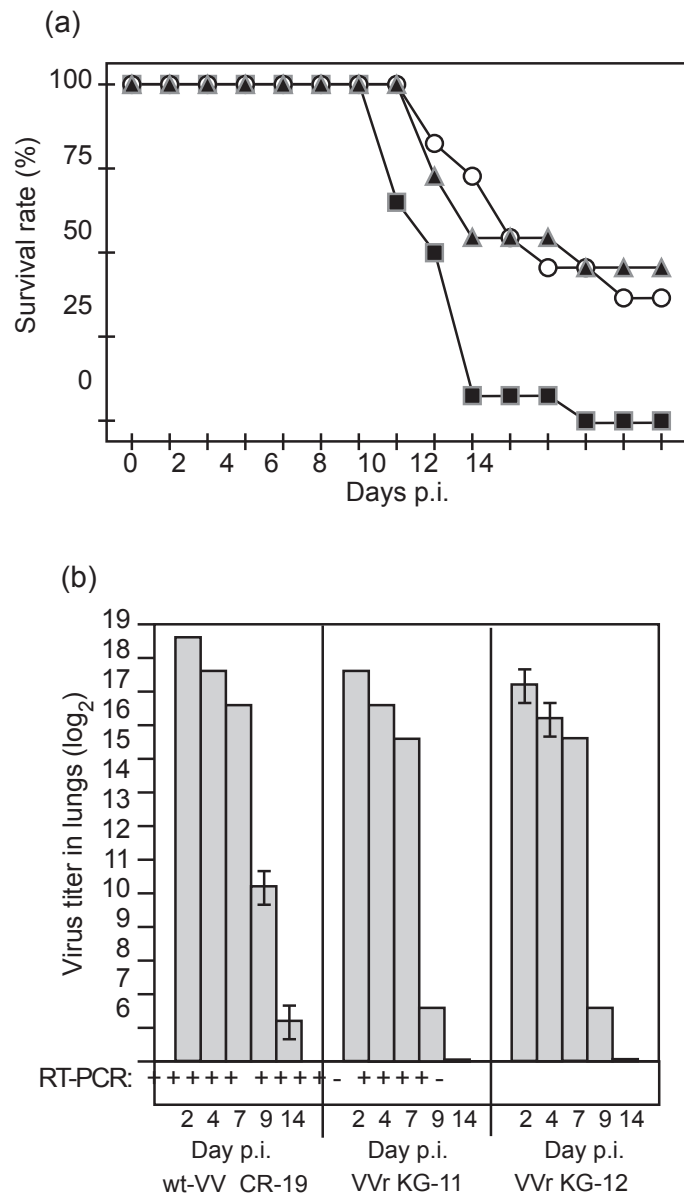 (a)
100
75
50
25
0
Survival rate (%)
0 2 4 6 8 10 12 14
Days p.i.
(b)
19
18
17
16
15
14
13
12
11
10
9
8
7
6
Virus titer in lungs (log2)
RT-PCR: + + + + + + + + + - + + + + -
2 4 7 9 14 2 4 7 9 14 2 4 7 9 14
Day p.i. Day p.i. Day p.i.
wt-VV CR-19 VVr KG-11 VVr KG-12